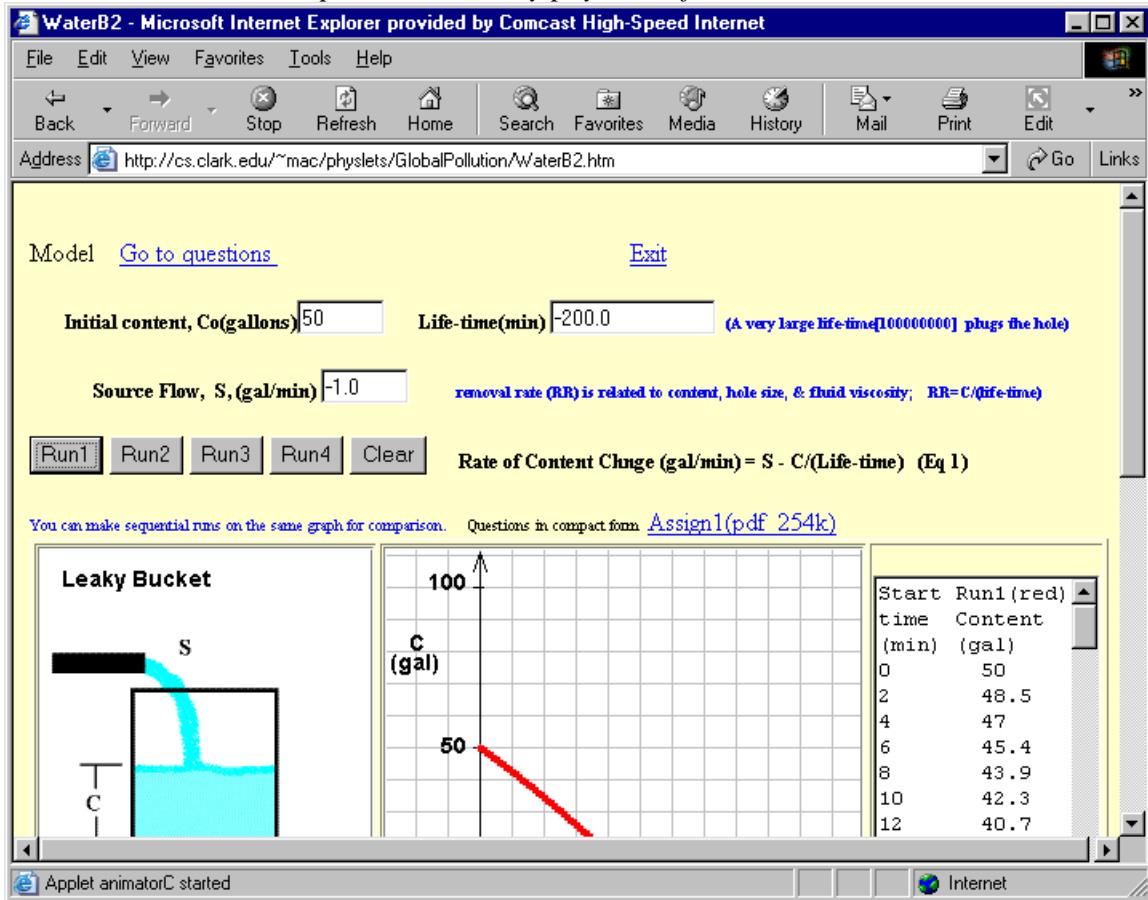 WaterB2 - Microsoft Internet Explorer provided by Comcast High-Speed Internet
File Edit View Favorites Tools Help
Back Forward Stop Refresh Home Search Favorites Media History Mail Print Edit »
Address http://cs.clark.edu/~mac/physlets/GlobalPollution/WaterB2.htm Go Links
Model Go to questions Exit
Initial content, Co(gallons) 50 Life-time(min) -200.0 (A very large life-time[100000000] plugs the hole)
Source Flow, S, (gal/min) -1.0 removal rate (RR) is related to content, hole size, & fluid viscosity; RR=C/(life-time)
Run1 Run2 Run3 Run4 Clear Rate of Content Chnge (gal/min) = S - C/(Life-time) (Eq 1)
You can make sequential runs on the same graph for comparison. Questions in compact form Assign1(pdf 254k)
Leaky Bucket
S
C
100
C
(gal)
50
Start Run1(red)
time Content
(min) (gal)
0 50
2 48.5
4 47
6 45.4
8 43.9
10 42.3
12 40.7
Applet animatorC started Internet